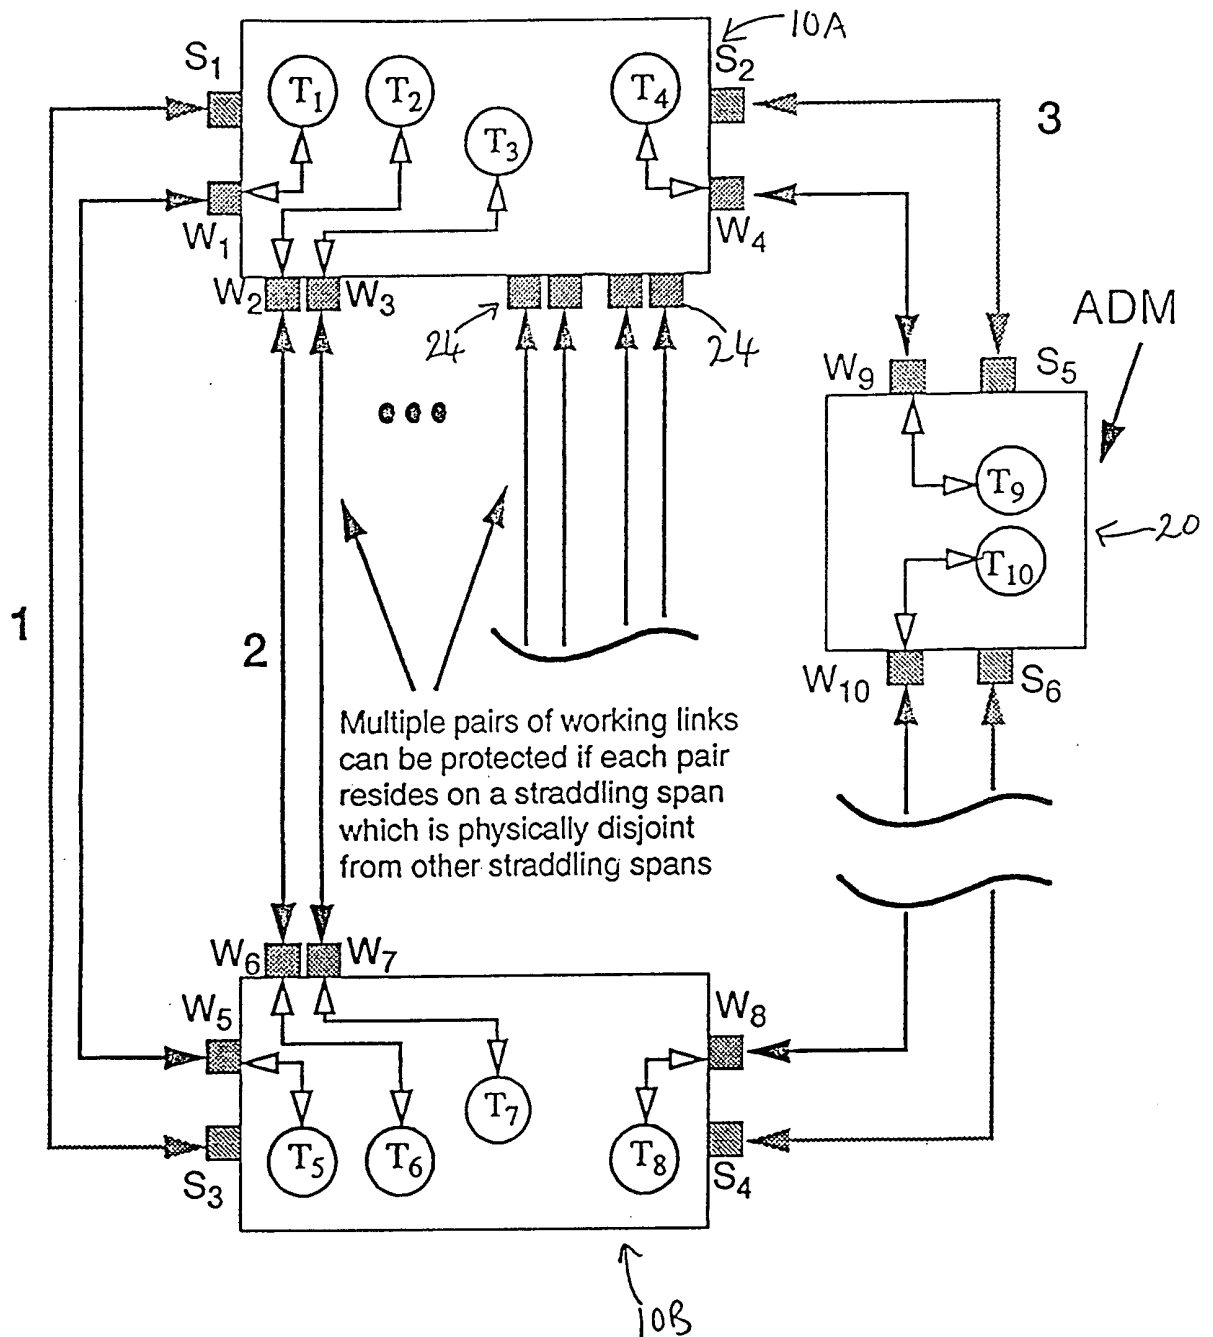 10A
S1
S2
T1
T2
T3
T4
3
W1
W4
W2
W3
24
24
ADM
W9
S5
T9
20
T10
1
2
W10
S6
Multiple pairs of working links
can be protected if each pair
resides on a straddling span
which is physically disjoint
from other straddling spans
W6
W7
W5
W8
T7
T5
T6
T8
S3
S4
10B